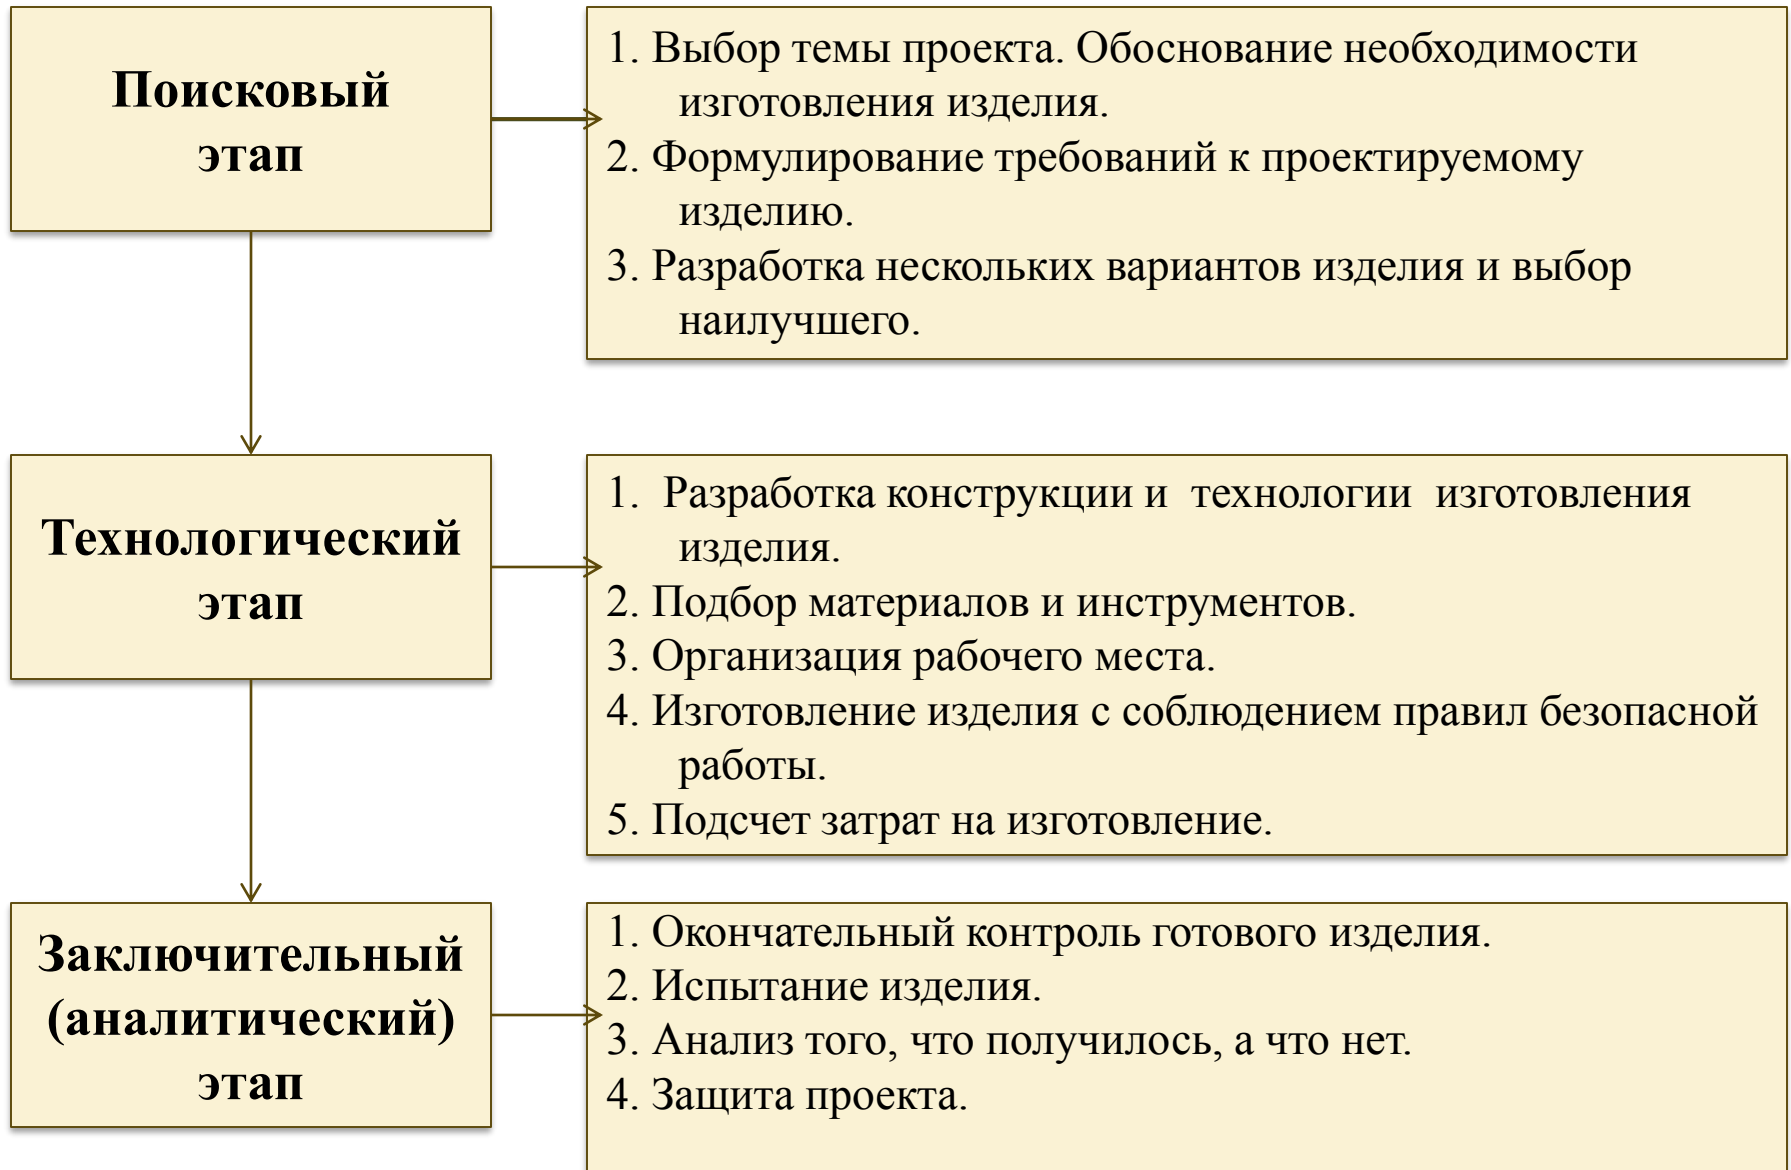 Поисковый
этап
1. Выбор темы проекта. Обоснование необходимости
изготовления изделия.
2. Формулирование требований к проектируемому
изделию.
3. Разработка нескольких вариантов изделия и выбор
наилучшего.
Технологический
этап
1. Разработка конструкции и технологии изготовления
изделия.
2. Подбор материалов и инструментов.
3. Организация рабочего места.
4. Изготовление изделия с соблюдением правил безопасной
работы.
5. Подсчет затрат на изготовление.
Заключительный
(аналитический)
этап
1. Окончательный контроль готового изделия.
2. Испытание изделия.
3. Анализ того, что получилось, а что нет.
4. Защита проекта.